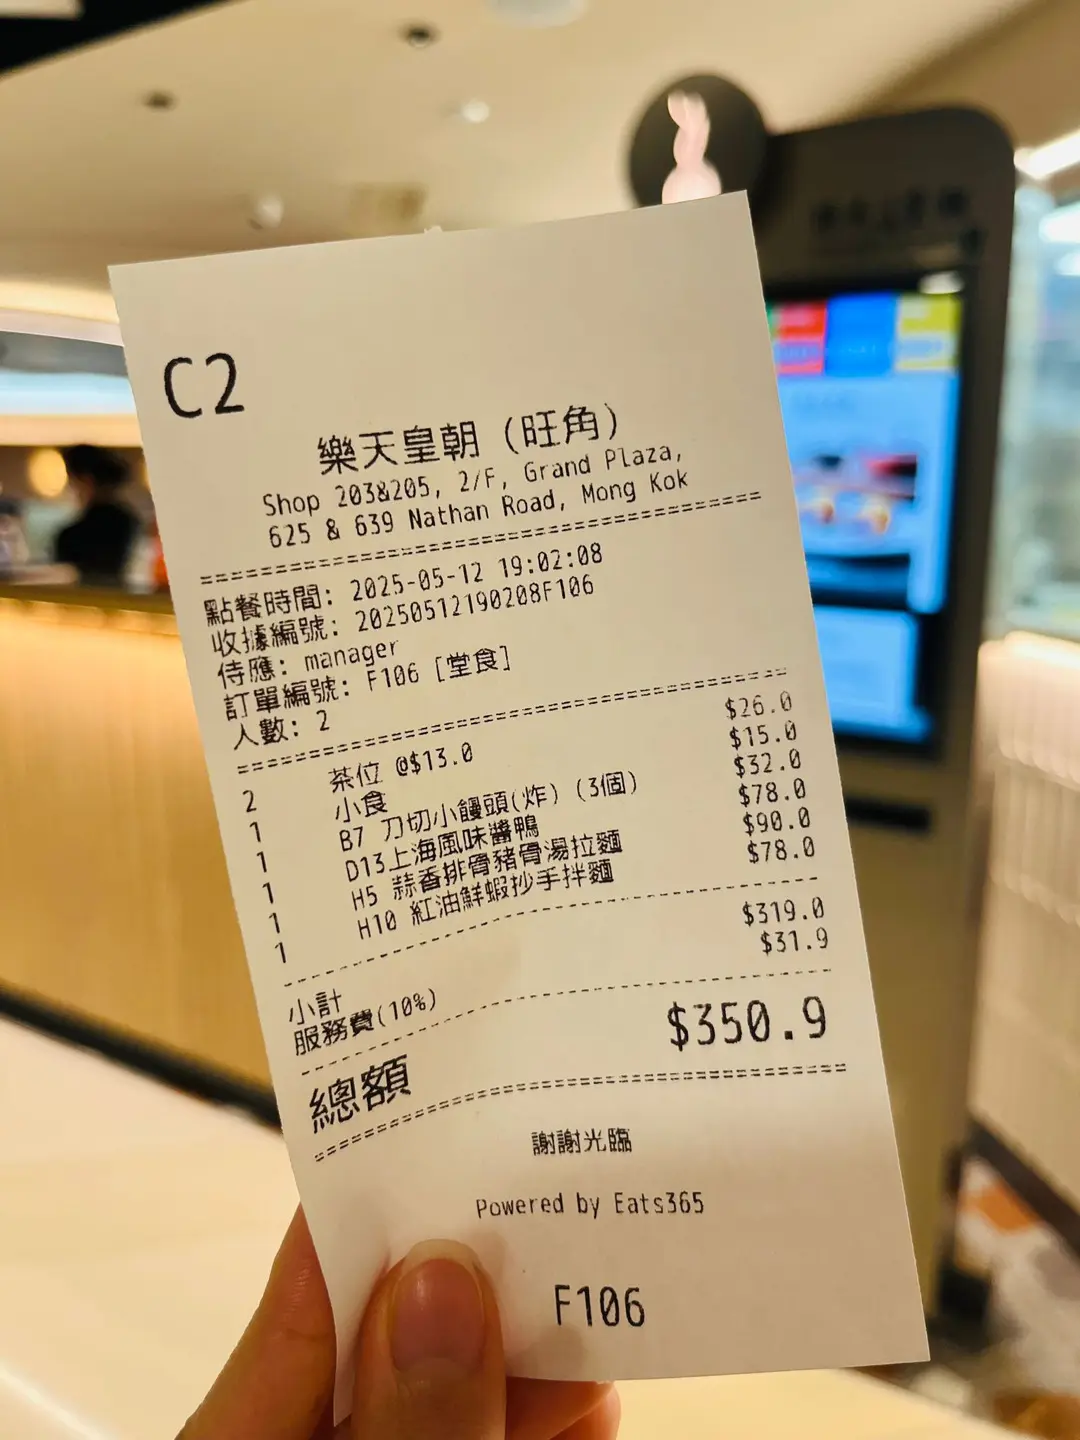 C2
樂天皇朝 (旺角)
Shop 203&205, 2/F, Grand Plaza,
625 & 639 Nathan Road, Mong Kok
點餐時間: 2025-05-12 19:02:08
收據編號: 20250512190208F106
侍應: manager
訂單編號: F106 [堂食]
人數: 2
2 茶位 @$13.0 $26.0
1 小食 $15.0
1 B7 刀切小饅頭(炸) (3個) $32.0
1 D13上海風味醬鴨 $78.0
1 H5 蒜香排骨豬骨湯拉麵 $90.0
1 H10 紅油鮮蝦抄手拌麵 $78.0
小計 $319.0
服務費(10%) $31.9
總額 $350.9
謝謝光臨
Powered by Eats365
F106